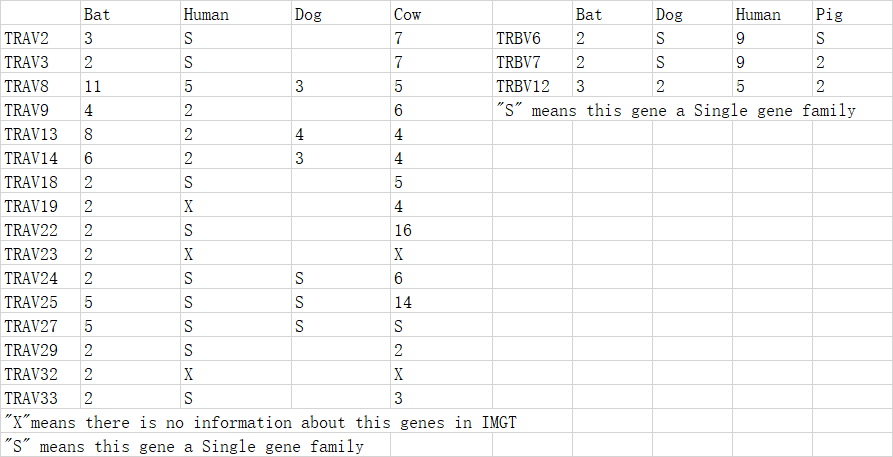 Bat Human Dog Cow Bat Dog Human Pig
TRAV2 3 S 7 TRBV6 2 S 9 S
TRAV3 2 S 7 TRBV7 2 S 9 2
TRAV8 11 5 3 5 TRBV12 3 2 5 2
TRAV9 4 2 6 "S" means this gene a Single gene family
TRAV13 8 2 4 4
TRAV14 6 2 3 4
TRAV18 2 S 5
TRAV19 2 X 4
TRAV22 2 S 16
TRAV23 2 X X
TRAV24 2 S S 6
TRAV25 5 S S 14
TRAV27 5 S S S
TRAV29 2 S 2
TRAV32 2 X X
TRAV33 2 S 3
"X"means there is no information about this genes in IMGT
"S" means this gene a Single gene family